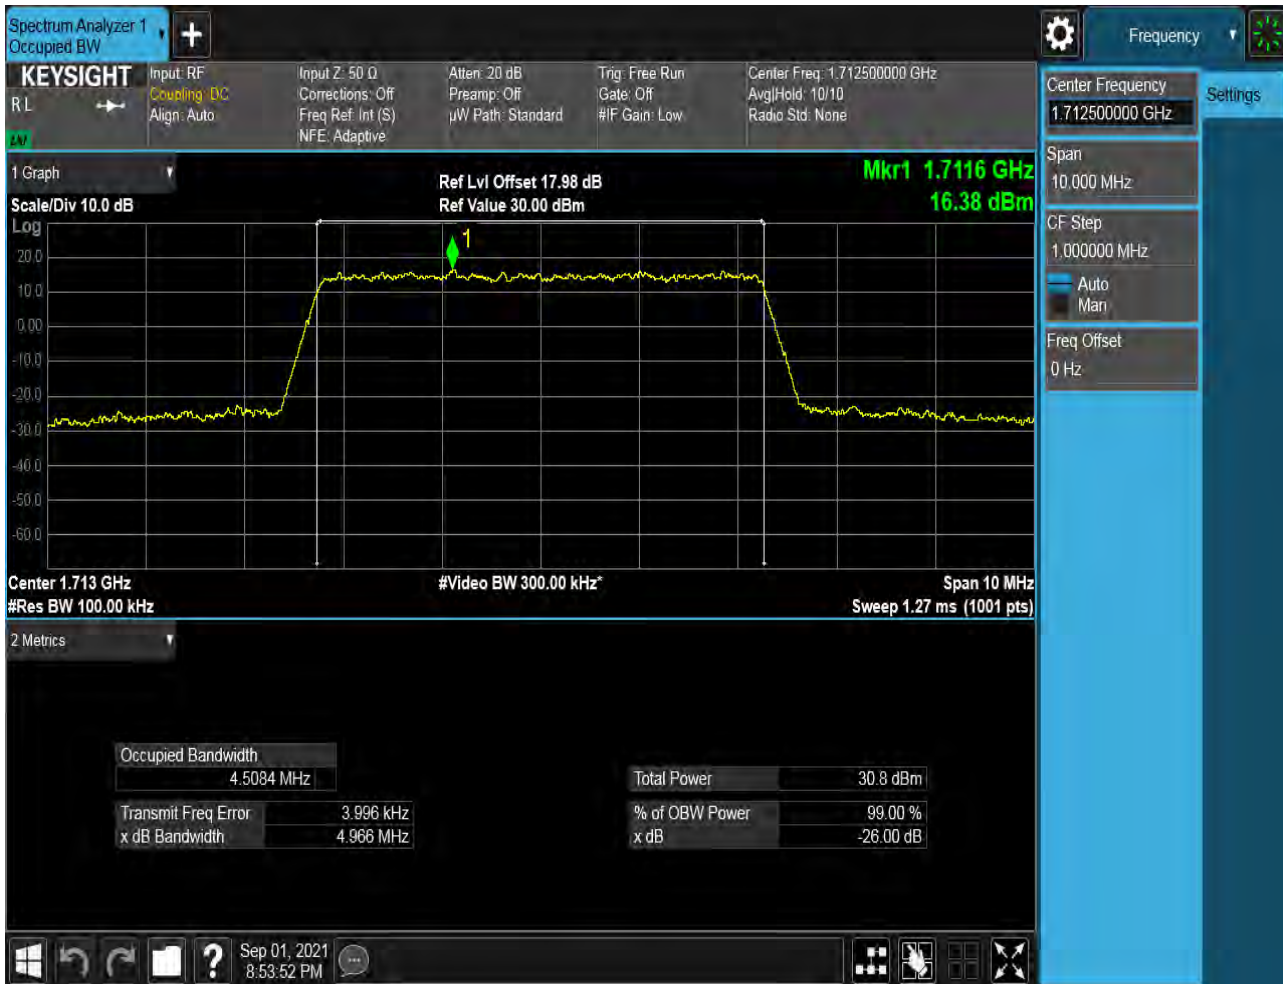 Spectrum Analyzer 1
Occupied BW
Frequency
KEYSIGHT
RL
LXI
Input: RF
Coupling: DC
Align: Auto
Input Z: 50 Ω
Corrections: Off
Freq Ref: Int (S)
NFE: Adaptive
Atten: 20 dB
Preamp: Off
µW Path: Standard
Trig: Free Run
Gate: Off
#IF Gain: Low
Center Freq: 1.712500000 GHz
Avg|Hold: 10/10
Radio Std: None
Center Frequency
1.712500000 GHz
Settings
Span
10.000 MHz
CF Step
1.000000 MHz
Auto
Man
Freq Offset
0 Hz
1 Graph
Scale/Div 10.0 dB
Ref Lvl Offset 17.98 dB
Ref Value 30.00 dBm
Mkr1 1.7116 GHz
16.38 dBm
Log
1
20.0
10.0
0.00
-10.0
-20.0
-30.0
-40.0
-50.0
-60.0
Center 1.713 GHz
#Video BW 300.00 kHz*
Span 10 MHz
#Res BW 100.00 kHz
Sweep 1.27 ms (1001 pts)
2 Metrics
Occupied Bandwidth
4.5084 MHz
Total Power 30.8 dBm
Transmit Freq Error 3.996 kHz
% of OBW Power 99.00 %
x dB Bandwidth 4.966 MHz
x dB -26.00 dB
?
Sep 01, 2021
8:53:52 PM